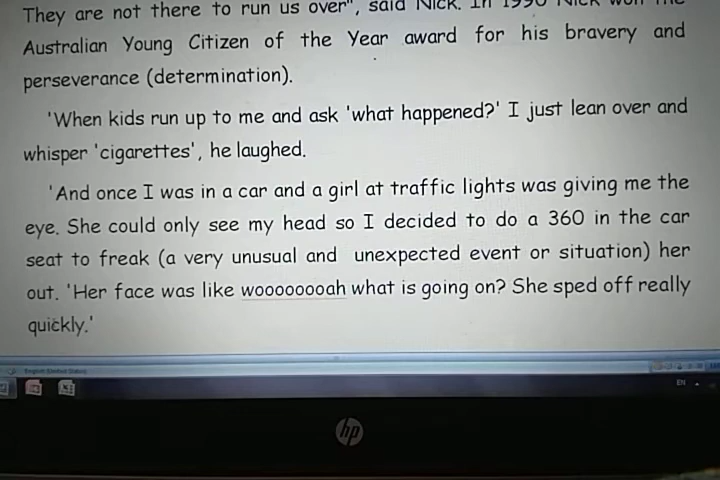 They are not there to run us over", said Nick. In 1990 Nick won The
Australian Young Citizen of the Year award for his bravery and
perseverance (determination).
'When kids run up to me and ask 'what happened?' I just lean over and
whisper 'cigarettes', he laughed.
'And once I was in a car and a girl at traffic lights was giving me the
eye. She could only see my head so I decided to do a 360 in the car
seat to freak (a very unusual and unexpected event or situation) her
out. 'Her face was like woooooooah what is going on? She sped off really
quickly.'
English (United States)
EN
hp